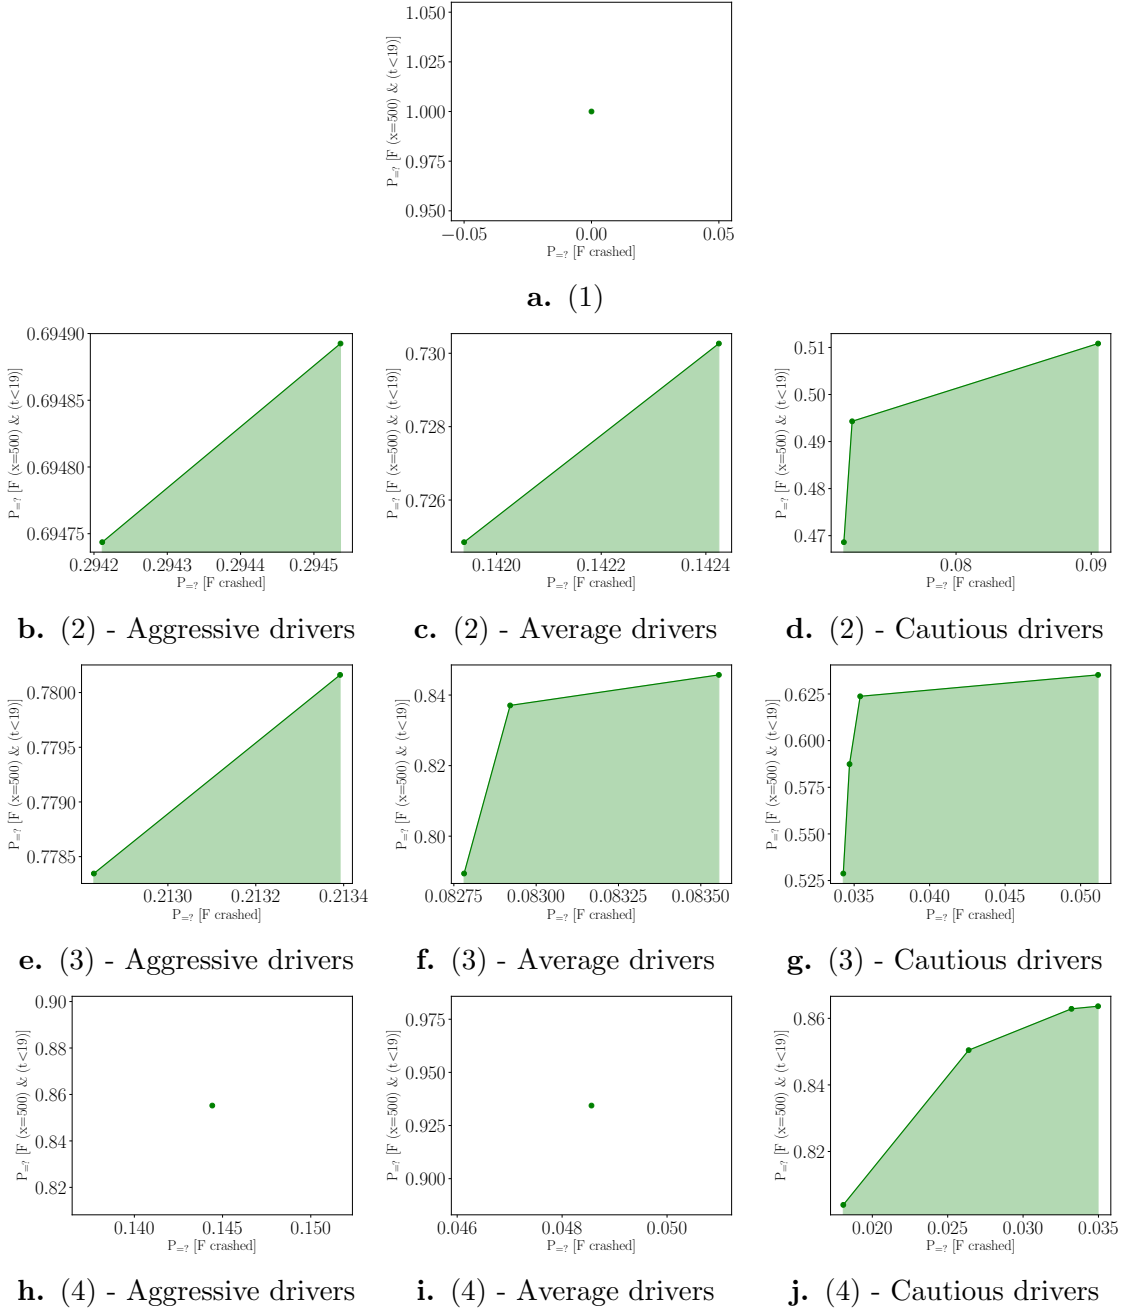 1.050
1.025
1.000
0.975
0.950
P=? [F (x=500) & (t<19)]
−0.05 0.00 0.05
P=? [F crashed]
a. (1)
0.69490
0.69485
0.69480
0.69475
P=? [F (x=500) & (t<19)]
0.2942 0.2943 0.2944 0.2945
P=? [F crashed]
b. (2) - Aggressive drivers
0.730
0.728
0.726
P=? [F (x=500) & (t<19)]
0.1420 0.1422 0.1424
P=? [F crashed]
c. (2) - Average drivers
0.51
0.50
0.49
0.48
0.47
P=? [F (x=500) & (t<19)]
0.08 0.09
P=? [F crashed]
d. (2) - Cautious drivers
0.7800
0.7795
0.7790
0.7785
P=? [F (x=500) & (t<19)]
0.2130 0.2132 0.2134
P=? [F crashed]
e. (3) - Aggressive drivers
0.84
0.82
0.80
P=? [F (x=500) & (t<19)]
0.08275 0.08300 0.08325 0.08350
P=? [F crashed]
f. (3) - Average drivers
0.625
0.600
0.575
0.550
0.525
P=? [F (x=500) & (t<19)]
0.035 0.040 0.045 0.050
P=? [F crashed]
g. (3) - Cautious drivers
0.90
0.88
0.86
0.84
0.82
P=? [F (x=500) & (t<19)]
0.140 0.145 0.150
P=? [F crashed]
h. (4) - Aggressive drivers
0.975
0.950
0.925
0.900
P=? [F (x=500) & (t<19)]
0.046 0.048 0.050
P=? [F crashed]
i. (4) - Average drivers
0.86
0.84
0.82
P=? [F (x=500) & (t<19)]
0.020 0.025 0.030 0.035
P=? [F crashed]
j. (4) - Cautious drivers